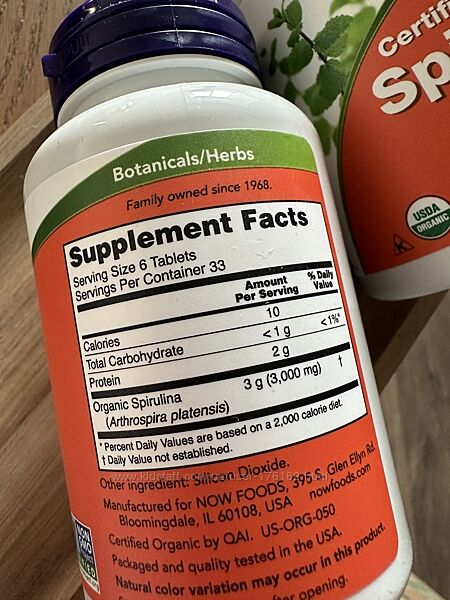 Botanicals/Herbs
Family owned since 1968.
Supplement Facts
Serving Size 6 Tablets
Servings Per Container 33
Amount Per Serving
% Daily Value
Calories 10
Total Carbohydrate <1 g <1%*
Protein 2 g
Organic Spirulina 3 g (3,000 mg) †
(Arthrospira platensis)
* Percent Daily Values are based on a 2,000 calorie diet.
† Daily Value not established.
Other ingredient: Silicon Dioxide.
Manufactured for NOW FOODS, 395 S. Glen Ellyn Rd.
Bloomingdale, IL 60108, USA nowfoods.com
Certified Organic by QAI. US-ORG-050
Packaged and quality tested in the USA.
Natural color variation may occur in this product.
after opening.
NON
GMO
USDA
ORGANIC
K